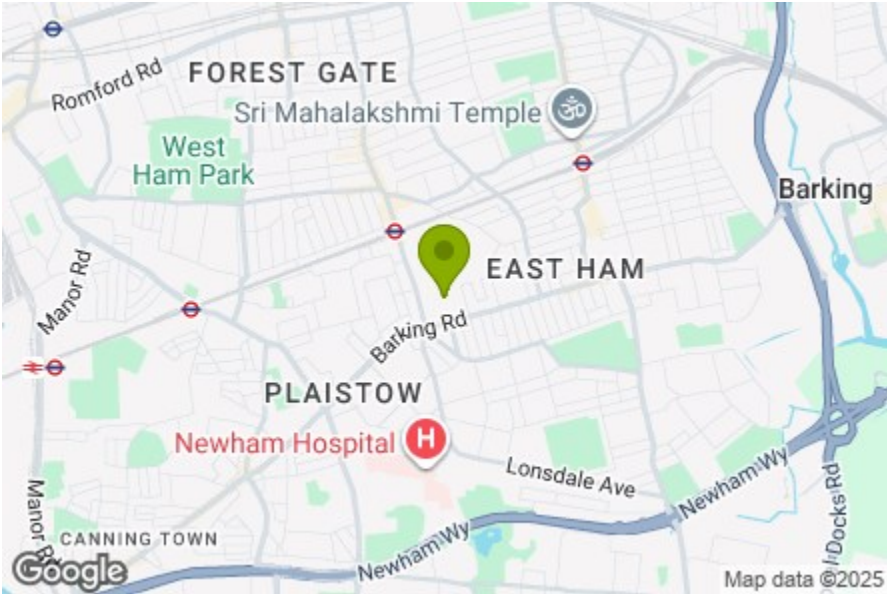 Romford Rd
FOREST GATE
Sri Mahalakshmi Temple
West
Ham Park
Barking
EAST HAM
Manor Rd
Barking Rd
PLAISTOW
Newham Hospital
H
Lonsdale Ave
Newham Wy
Manor Rd
CANNING TOWN
Newham Wy
Docks Rd
Google
Map data ©2025